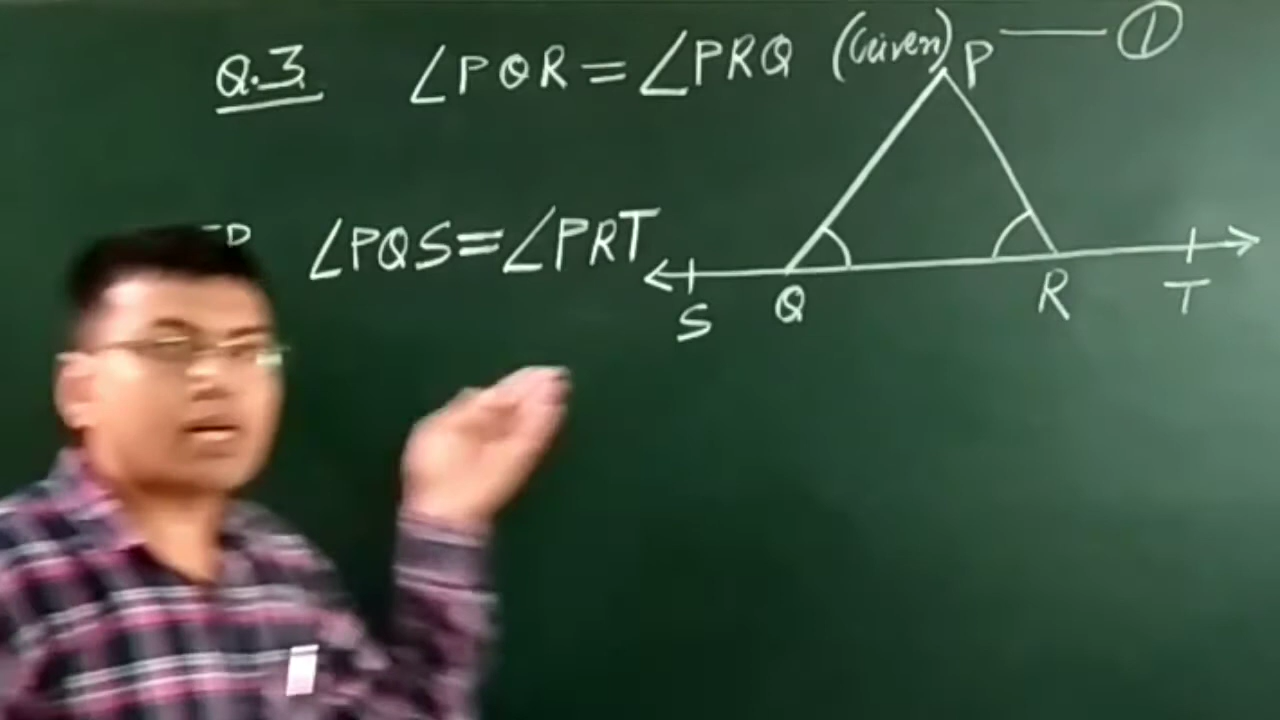 Q.3 ∠PQR = ∠PRQ (Given) —— ①
P
∠PQS = ∠PRT
S Q R T